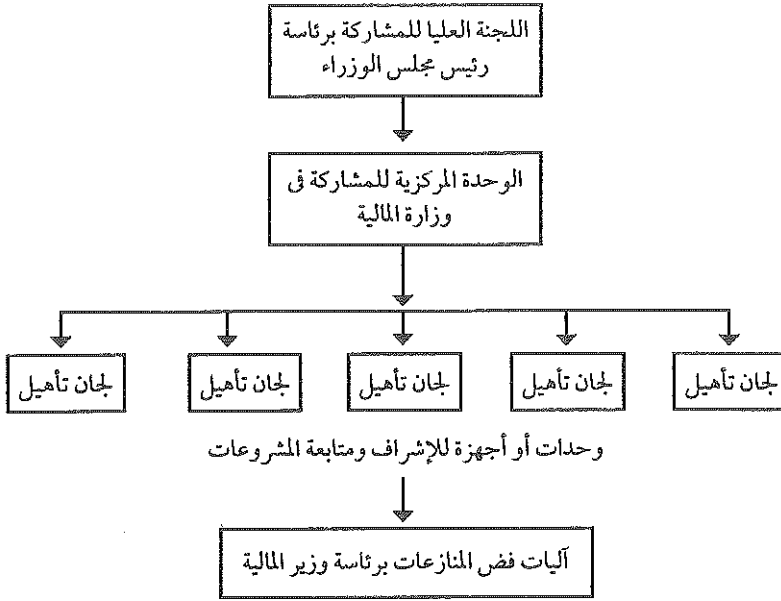 اللجنة العليا للمشاركة برئاسة
رئيس مجلس الوزراء
الوحدة المركزية للمشاركة فى
وزارة المالية
لجان تأهيل
لجان تأهيل
لجان تأهيل
لجان تأهيل
لجان تأهيل
وحدات أو أجهزة للإشراف ومتابعة المشروعات
آليات فض المنازعات برئاسة وزير المالية